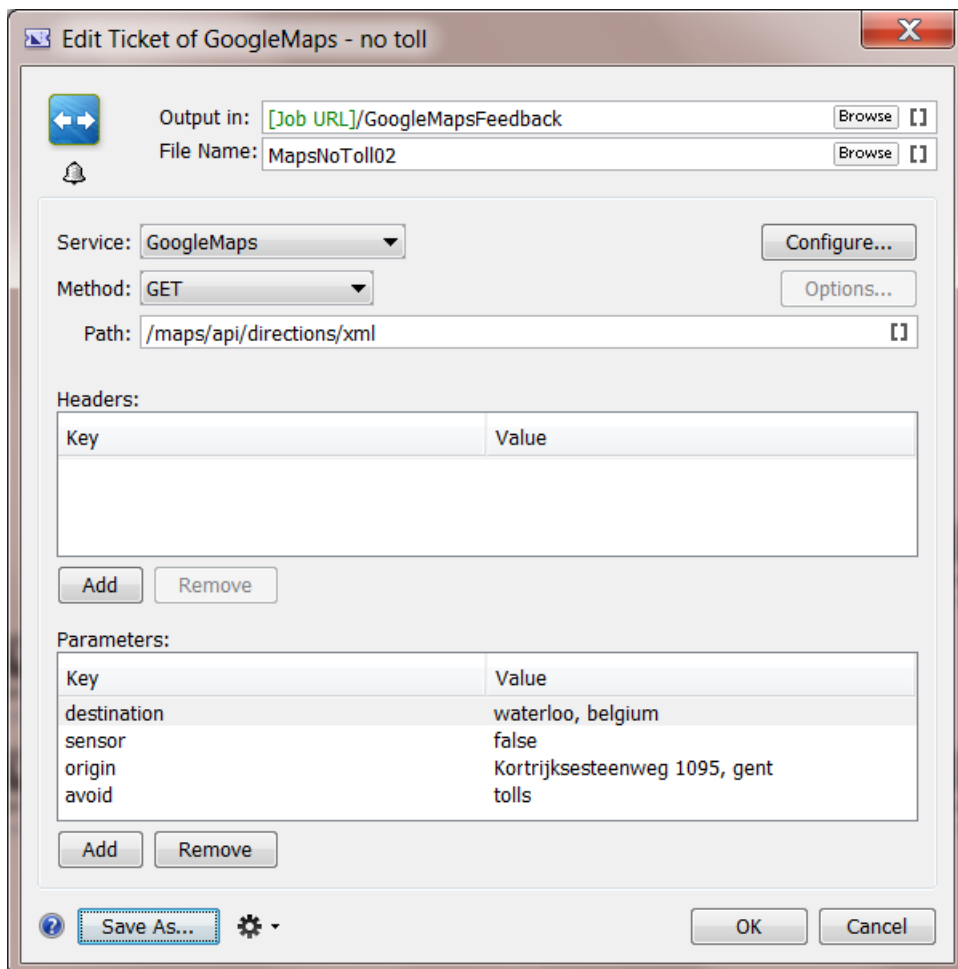 Edit Ticket of GoogleMaps - no toll
X
Output in: [Job URL]/GoogleMapsFeedback Browse []
File Name: MapsNoToll02 Browse []
Service: GoogleMaps Configure...
Method: GET Options...
Path: /maps/api/directions/xml []
Headers:
Key Value
Add Remove
Parameters:
Key Value
destination waterloo, belgium
sensor false
origin Kortrijksesteenweg 1095, gent
avoid tolls
Add Remove
? Save As... OK Cancel